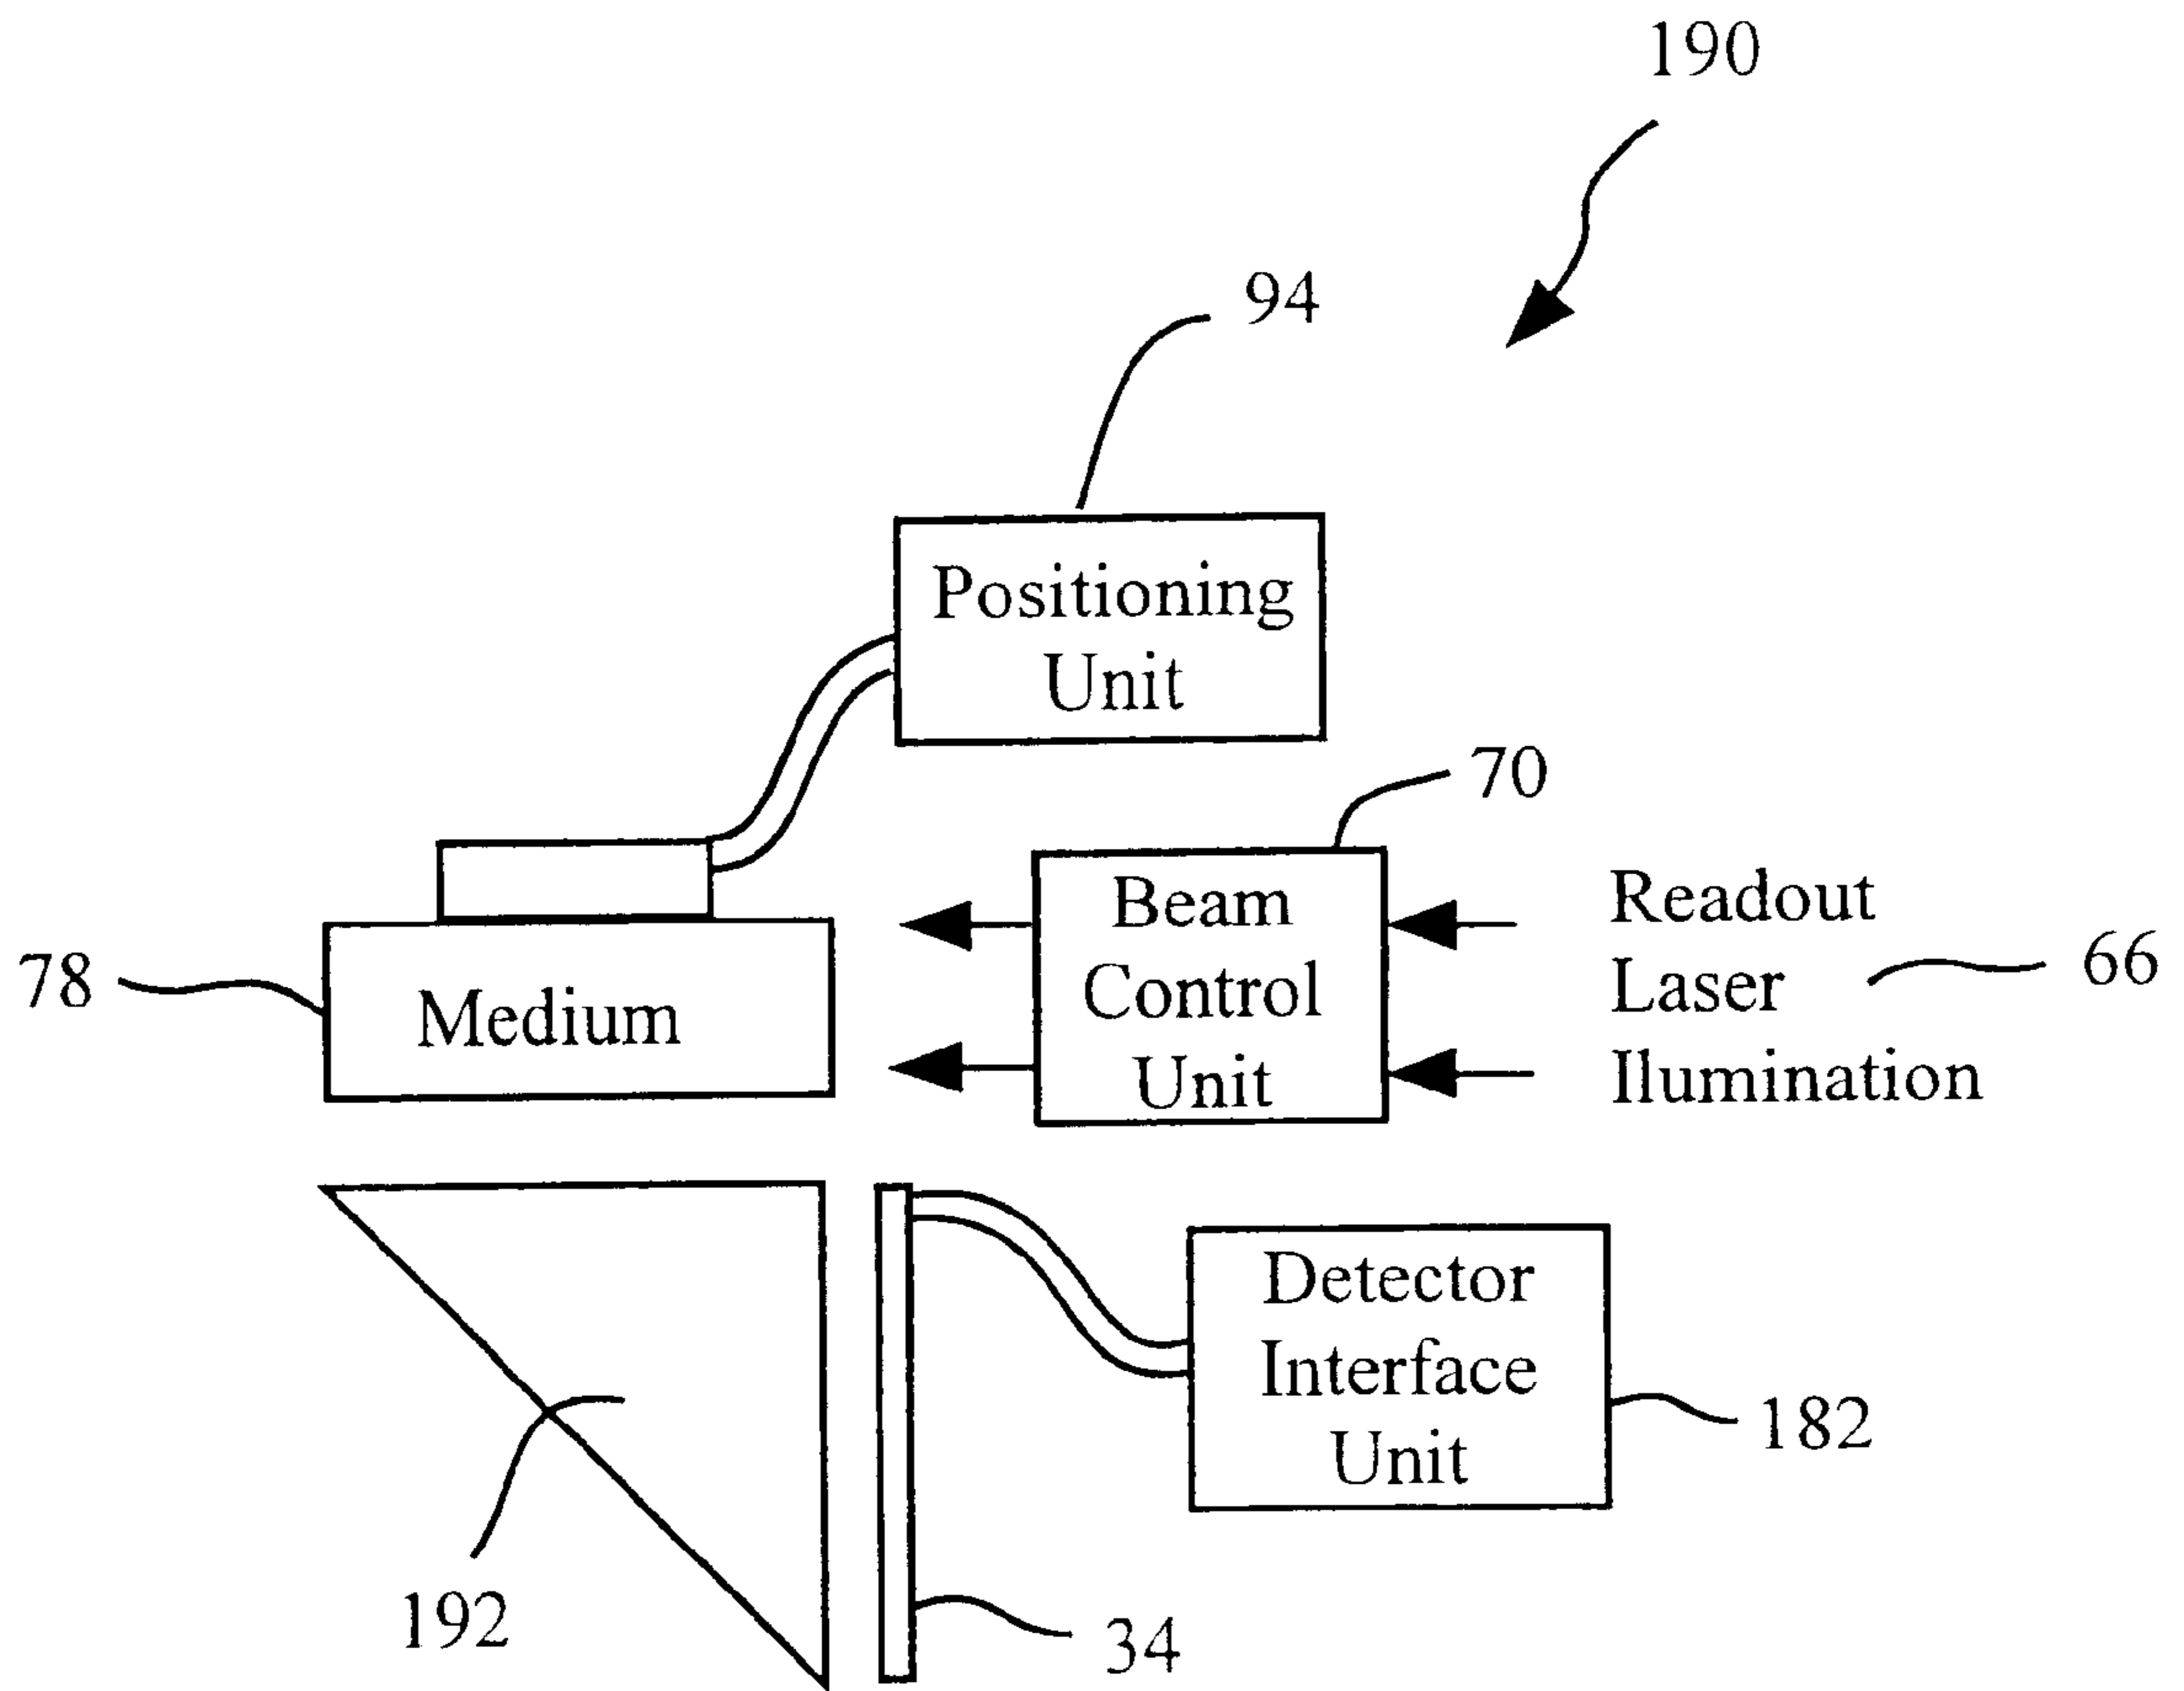 190
94
Positioning
Unit
70
Beam
Control
Unit
Readout
Laser
Ilumination
66
78
Medium
Detector
Interface
Unit
182
192
34